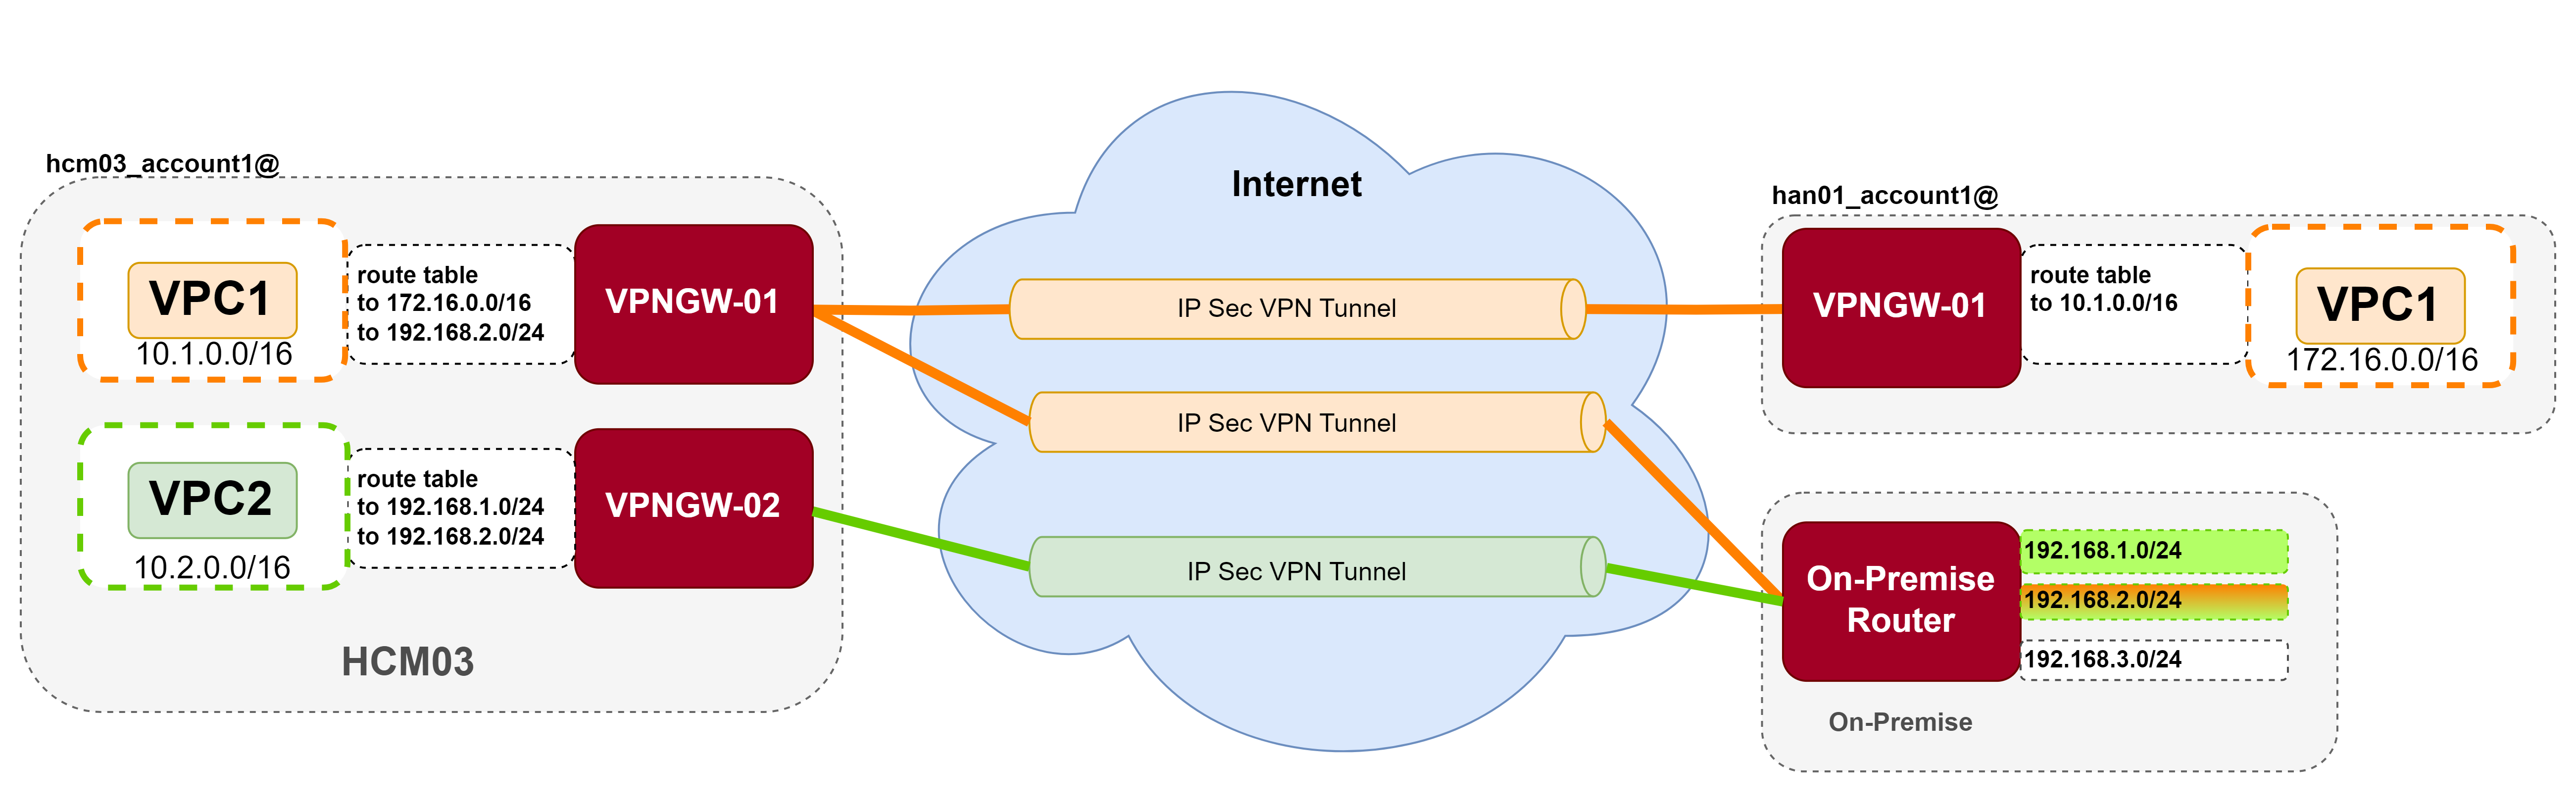 hcm03_account1@
VPC1
10.1.0.0/16
route table
to 172.16.0.0/16
to 192.168.2.0/24
VPNGW-01
VPC2
10.2.0.0/16
route table
to 192.168.1.0/24
to 192.168.2.0/24
VPNGW-02
HCM03
Internet
IP Sec VPN Tunnel
IP Sec VPN Tunnel
IP Sec VPN Tunnel
han01_account1@
VPNGW-01
route table
to 10.1.0.0/16
VPC1
172.16.0.0/16
On-Premise
Router
192.168.1.0/24
192.168.2.0/24
192.168.3.0/24
On-Premise